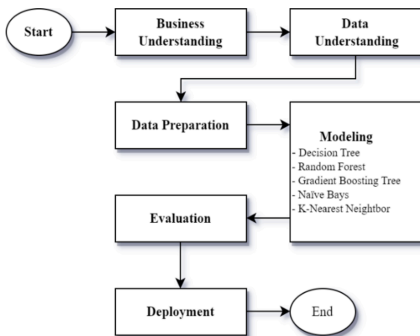 Start
Business
Understanding
Data
Understanding
Data Preparation
Modeling
- Decision Tree
- Random Forest
- Gradient Boosting Tree
- Naïve Bays
- K-Nearest Neightbor
Evaluation
Deployment
End